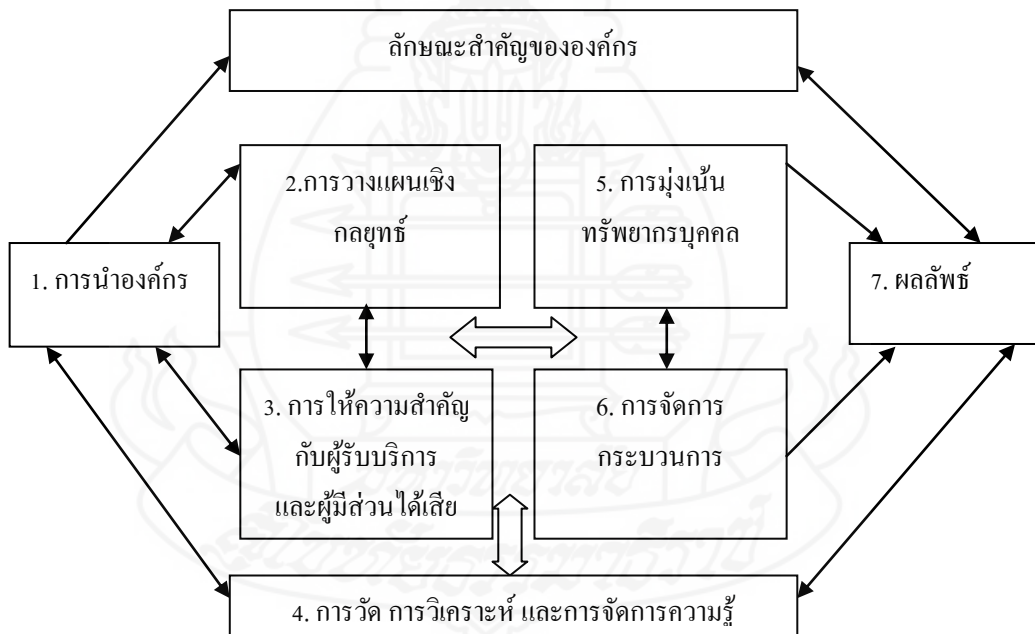 ลักษณะสำคัญขององค์กร
2.การวางแผนเชิง
กลยุทธ์
5. การมุ่งเน้น
ทรัพยากรบุคคล
1. การนำองค์กร
7. ผลลัพธ์
3. การให้ความสำคัญ
กับผู้รับบริการ
และผู้มีส่วนได้เสีย
6. การจัดการ
กระบวนการ
4. การวัด การวิเคราะห์ และการจัดการความรู้